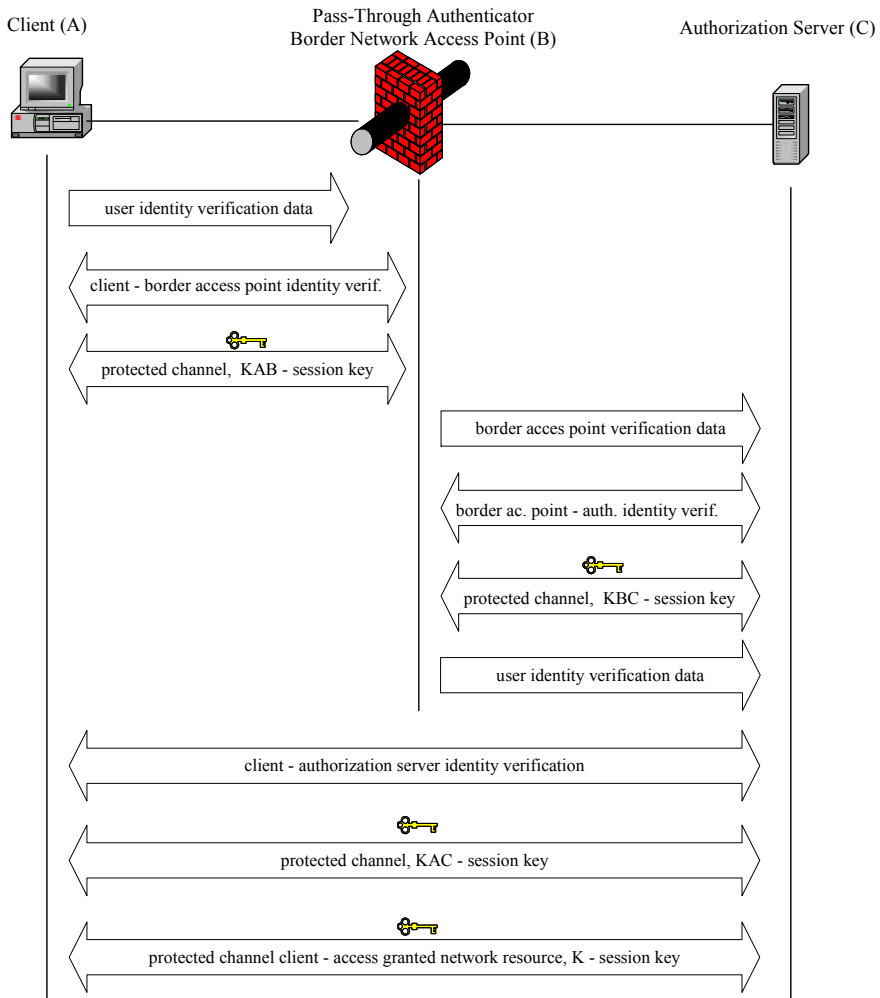 Client (A)
Pass-Through Authenticator
Border Network Access Point (B)
Authorization Server (C)
user identity verification data
client - border access point identity verif.
protected channel, KAB - session key
border acces point verification data
border ac. point - auth. identity verif.
protected channel, KBC - session key
user identity verification data
client - authorization server identity verification
protected channel, KAC - session key
protected channel client - access granted network resource, K - session key